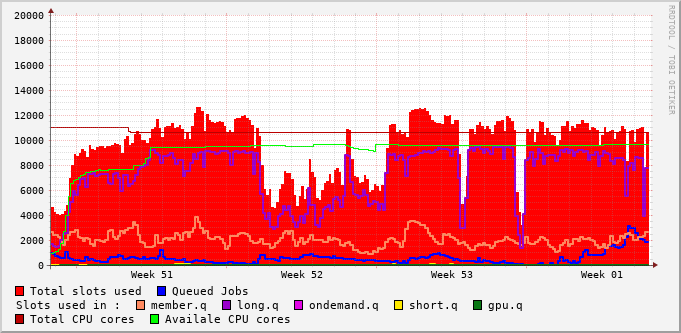 20000
18000
16000
14000
12000
10000
8000
6000
4000
2000
0
Week 51 Week 52 Week 53 Week 01
RRDTOOL / TOBI OETIKER
Total slots used Queued Jobs
Slots used in : member.q long.q ondemand.q short.q gpu.q
Total CPU cores Availale CPU cores